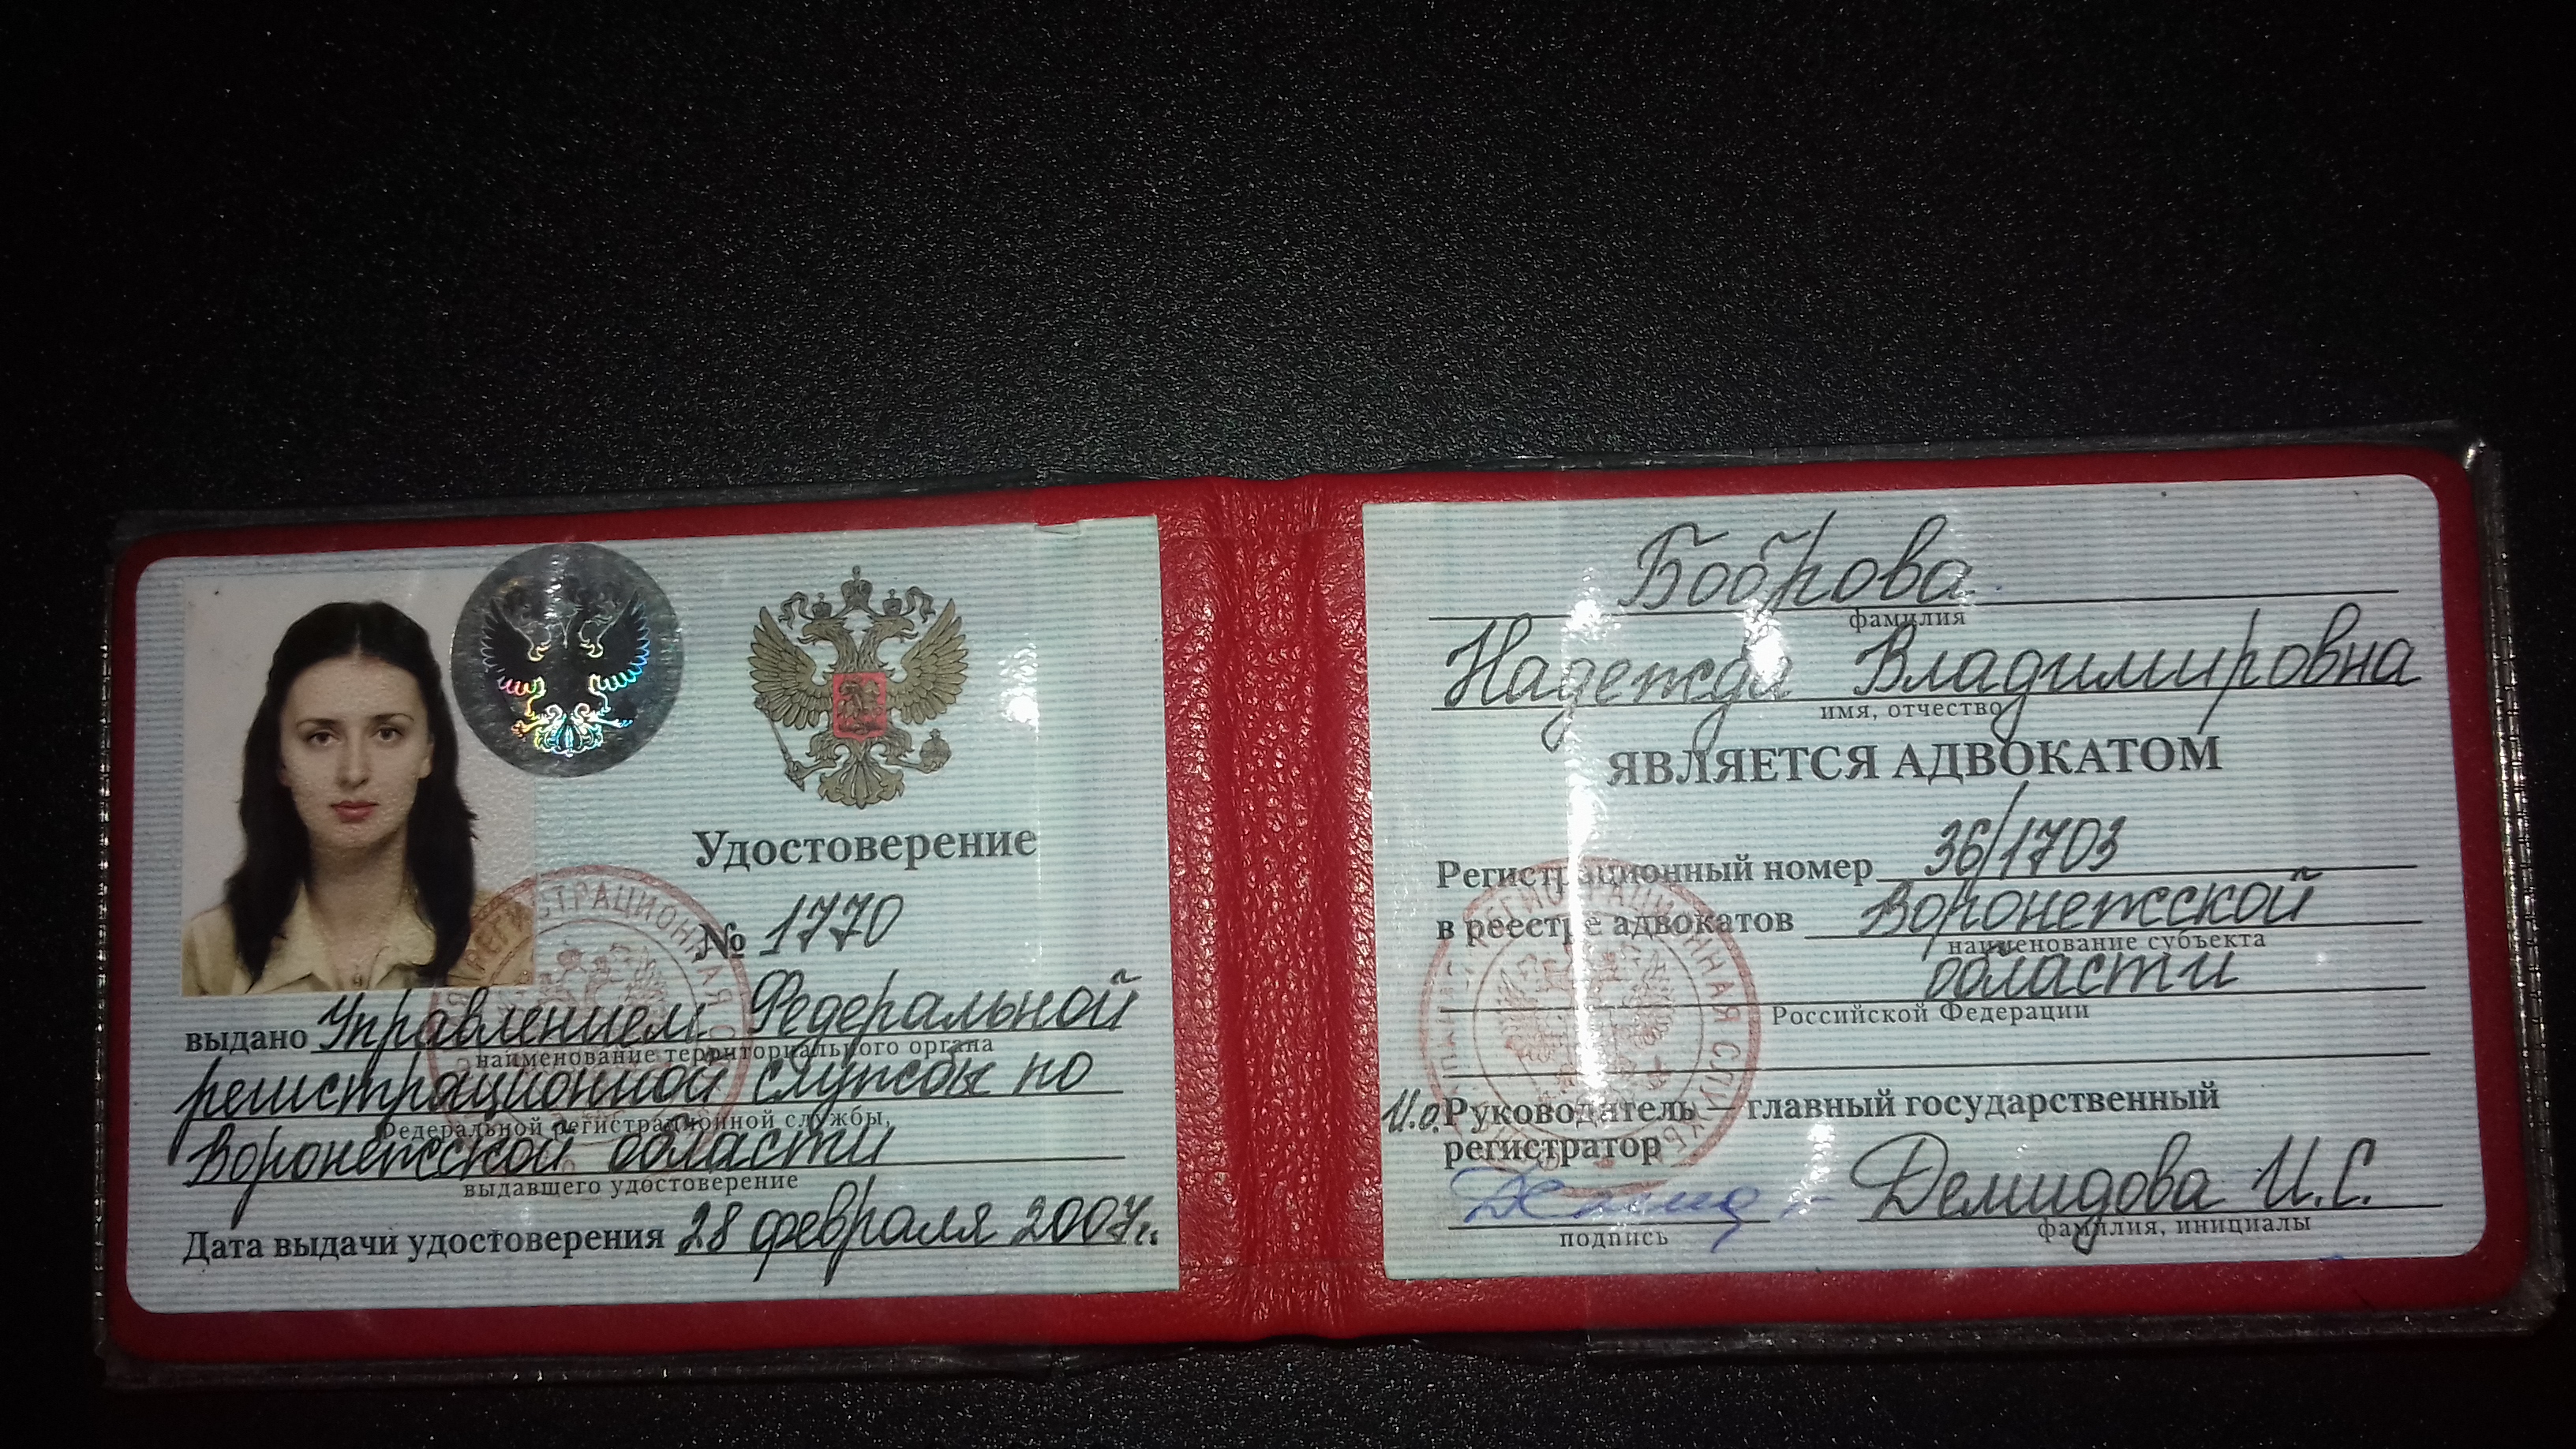 Удостоверение
№ 1770
выдано Управлением Федеральной
наименование территориального органа
регистрационной службы по
Федеральной регистрационной службы,
Воронежской области
выдавшего удостоверение
Дата выдачи удостоверения 28 февраля 2007г.
Боброва
фамилия
Надежда Владимировна
имя, отчество
ЯВЛЯЕТСЯ АДВОКАТОМ
Регистрационный номер 36/1703
в реестре адвокатов Воронежской
наименование субъекта
области
Российской Федерации
И.о. Руководитель — главный государственный
регистратор
Демидова И.С.
подпись
фамилия, инициалы